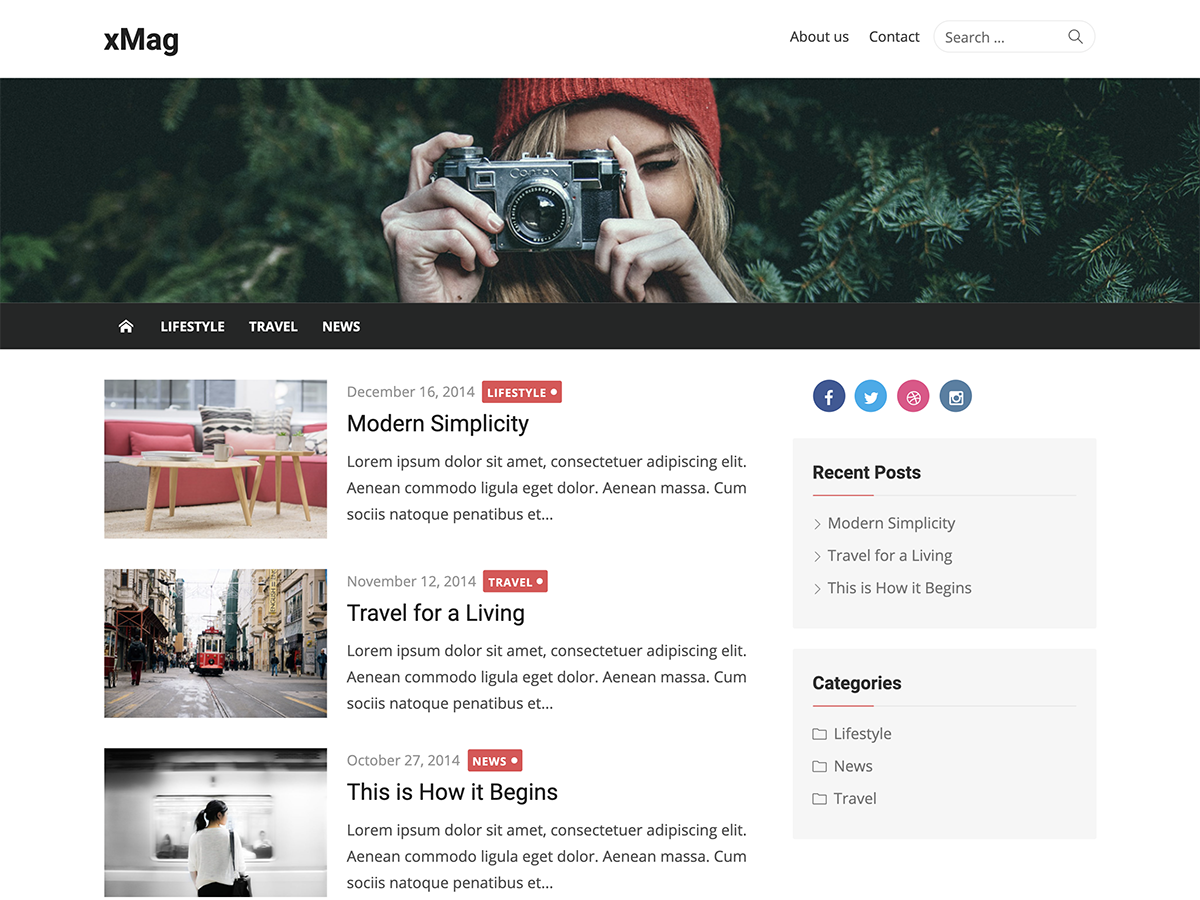 xMag
About us
Contact
Search ...
Contax
LIFESTYLE
TRAVEL
NEWS
December 16, 2014
LIFESTYLE
Modern Simplicity
Lorem ipsum dolor sit amet, consectetuer adipiscing elit.
Aenean commodo ligula eget dolor. Aenean massa. Cum
sociis natoque penatibus et...
November 12, 2014
TRAVEL
Travel for a Living
Lorem ipsum dolor sit amet, consectetuer adipiscing elit.
Aenean commodo ligula eget dolor. Aenean massa. Cum
sociis natoque penatibus et...
October 27, 2014
NEWS
This is How it Begins
Lorem ipsum dolor sit amet, consectetuer adipiscing elit.
Aenean commodo ligula eget dolor. Aenean massa. Cum
sociis natoque penatibus et...
Recent Posts
Modern Simplicity
Travel for a Living
This is How it Begins
Categories
Lifestyle
News
Travel